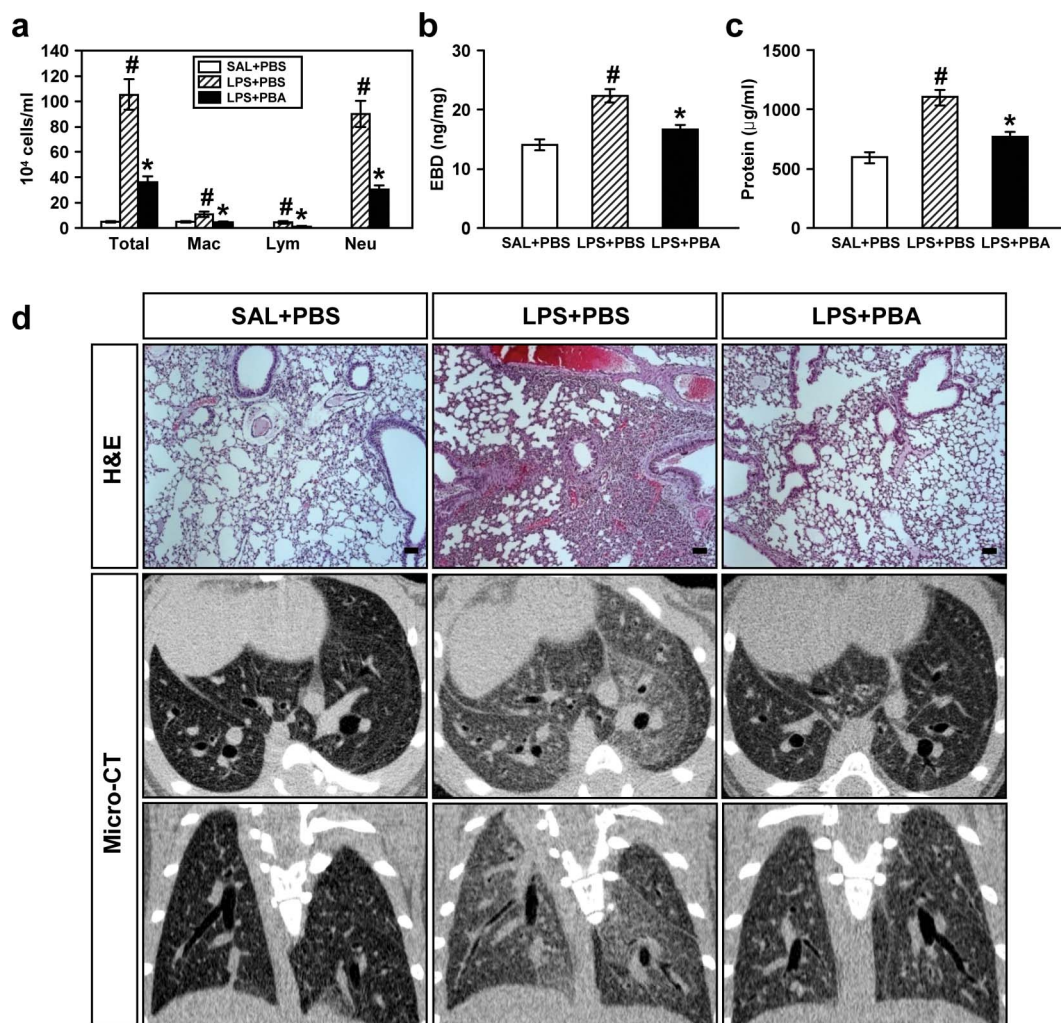 a
140
120
100
80
60
40
20
0
10⁴ cells/ml
SAL+PBS
LPS+PBS
LPS+PBA
#
*
#
*
#
*
#
*
Total Mac Lym Neu
b
30
20
10
0
EBD (ng/mg)
#
*
SAL+PBS LPS+PBS LPS+PBA
c
1500
1000
500
0
Protein (µg/ml)
#
*
SAL+PBS LPS+PBS LPS+PBA
d
SAL+PBS LPS+PBS LPS+PBA
H&E
Micro-CT